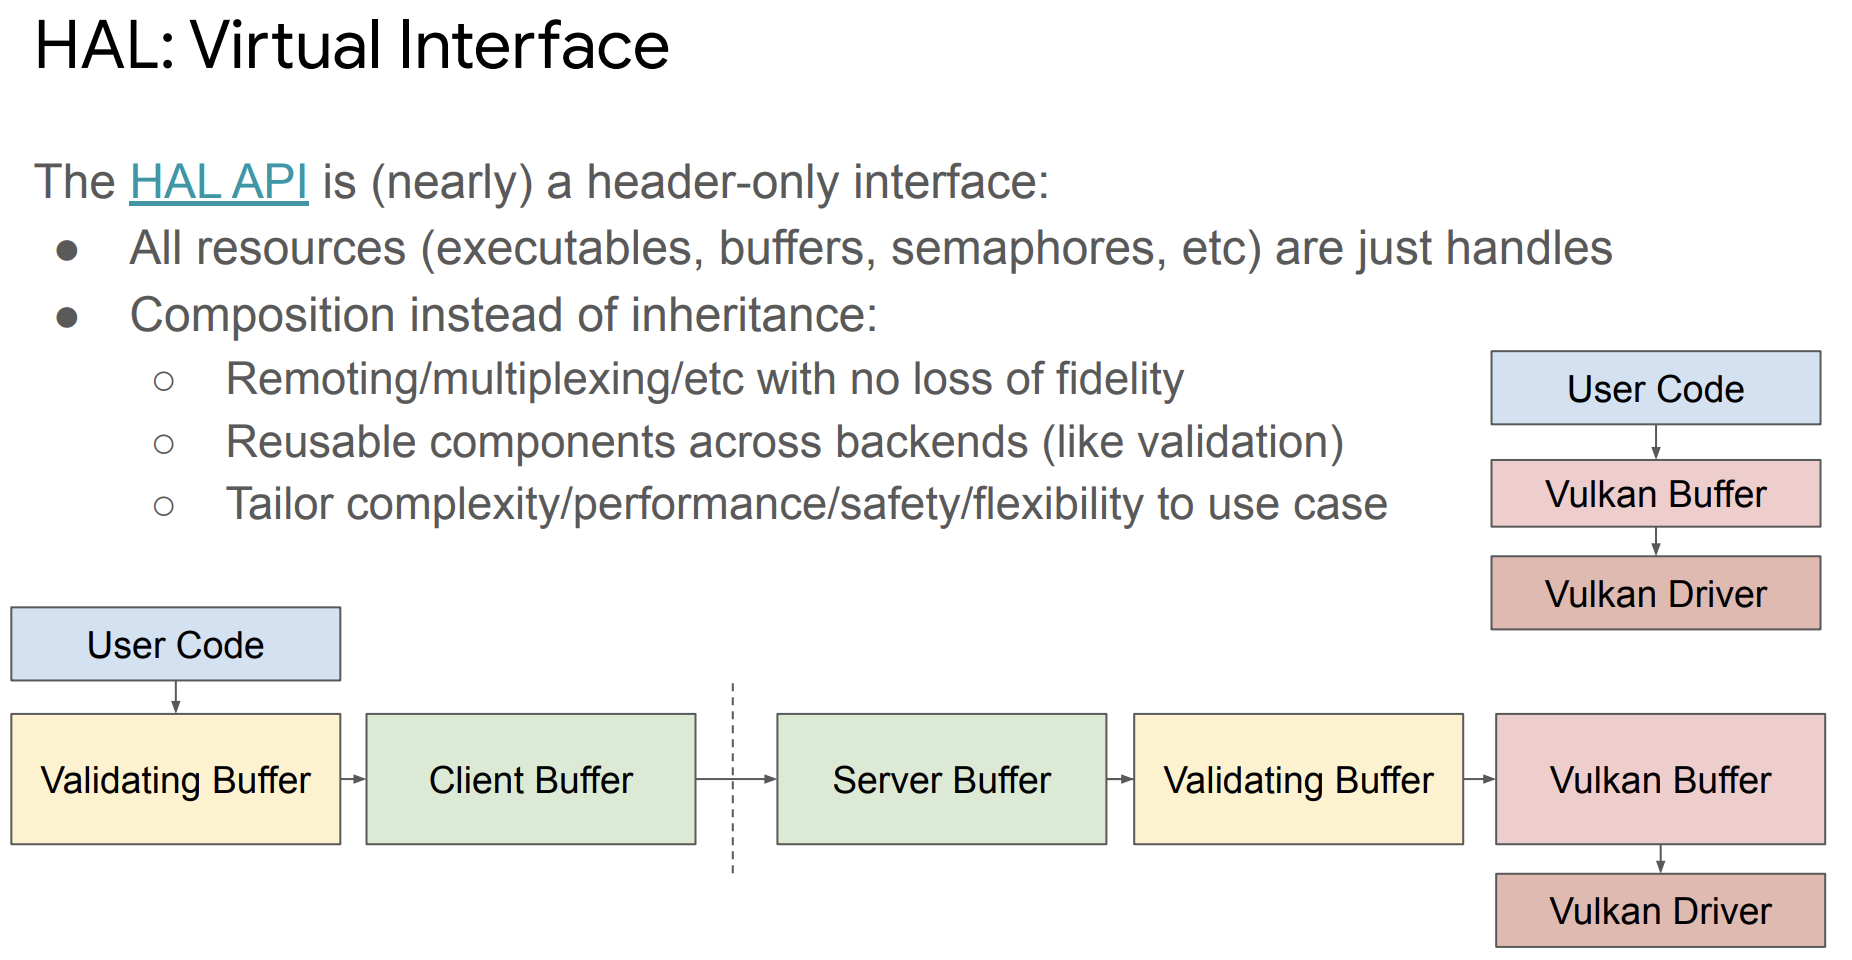 HAL: Virtual Interface
The HAL API is (nearly) a header-only interface:
● All resources (executables, buffers, semaphores, etc) are just handles
● Composition instead of inheritance:
○ Remoting/multiplexing/etc with no loss of fidelity
○ Reusable components across backends (like validation)
○ Tailor complexity/performance/safety/flexibility to use case
User Code
Vulkan Buffer
Vulkan Driver
User Code
Validating Buffer
Client Buffer
Server Buffer
Validating Buffer
Vulkan Buffer
Vulkan Driver